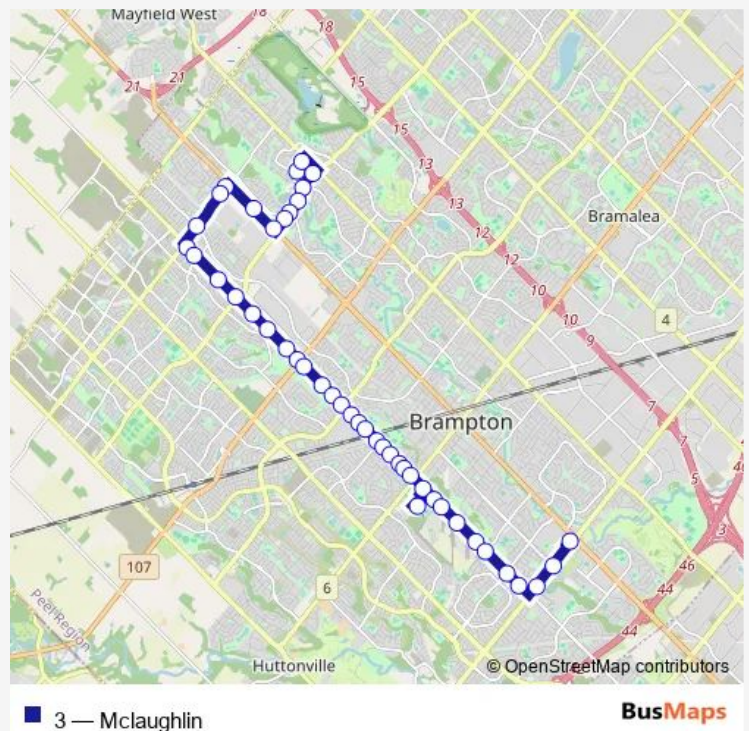 Mayfield West
18
18
21
21
15
15
13
13
Bramalea
12
12
10
10
4
9
Brampton
7
7
5
3
46
107
6
44
44
Peel Region
Huttonville
© OpenStreetMap contributors
3 — Mclaughlin
BusMaps